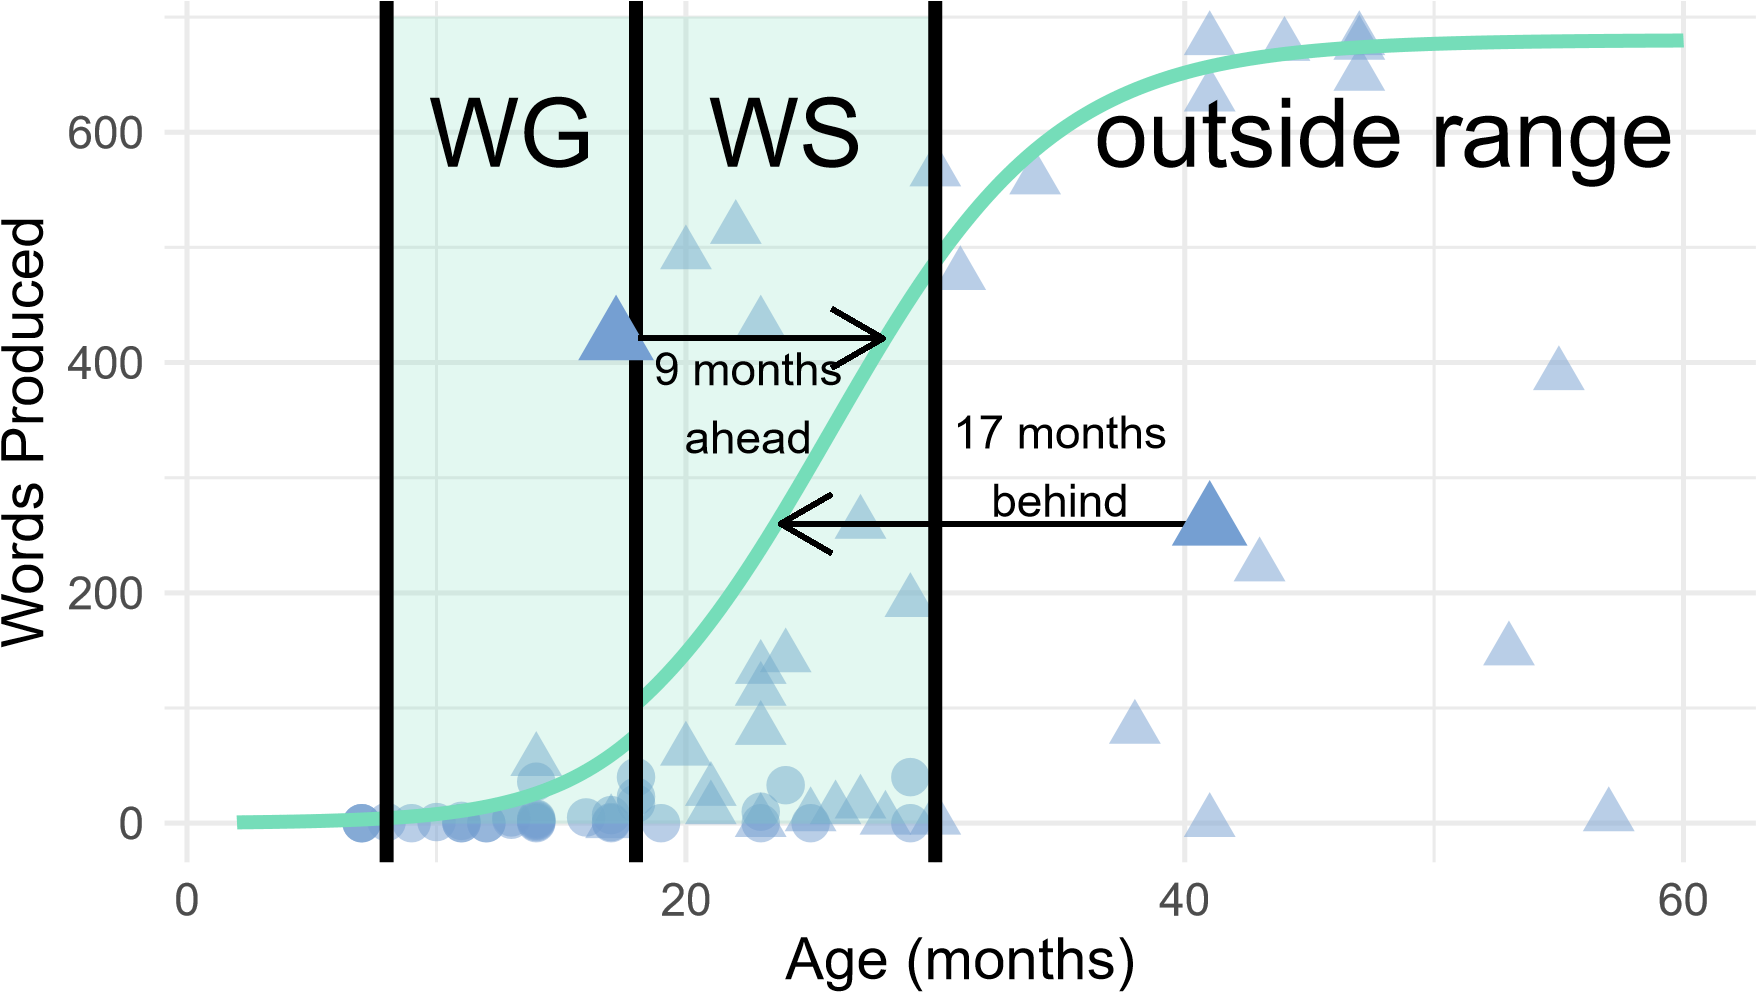 WG
WS
outside range
600
400
200
0
Words Produced
9 months
ahead
17 months
behind
0
20
40
60
Age (months)